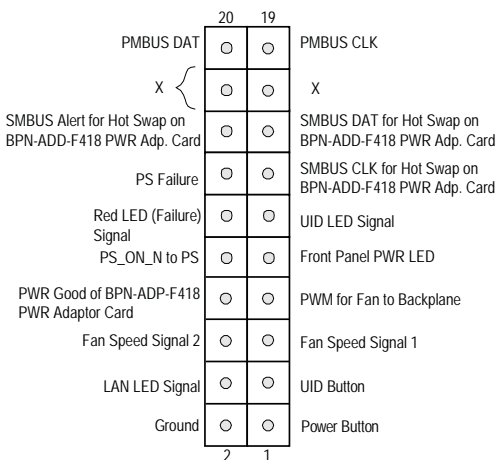 20 19
PMBUS DAT PMBUS CLK
X X
SMBUS Alert for Hot Swap on
BPN-ADD-F418 PWR Adp. Card
SMBUS DAT for Hot Swap on
BPN-ADD-F418 PWR Adp. Card
PS Failure
SMBUS CLK for Hot Swap on
BPN-ADD-F418 PWR Adp. Card
Red LED (Failure)
Signal
UID LED Signal
PS_ON_N to PS
Front Panel PWR LED
PWR Good of BPN-ADP-F418
PWR Adaptor Card
PWM for Fan to Backplane
Fan Speed Signal 2
Fan Speed Signal 1
LAN LED Signal
UID Button
Ground
Power Button
2 1